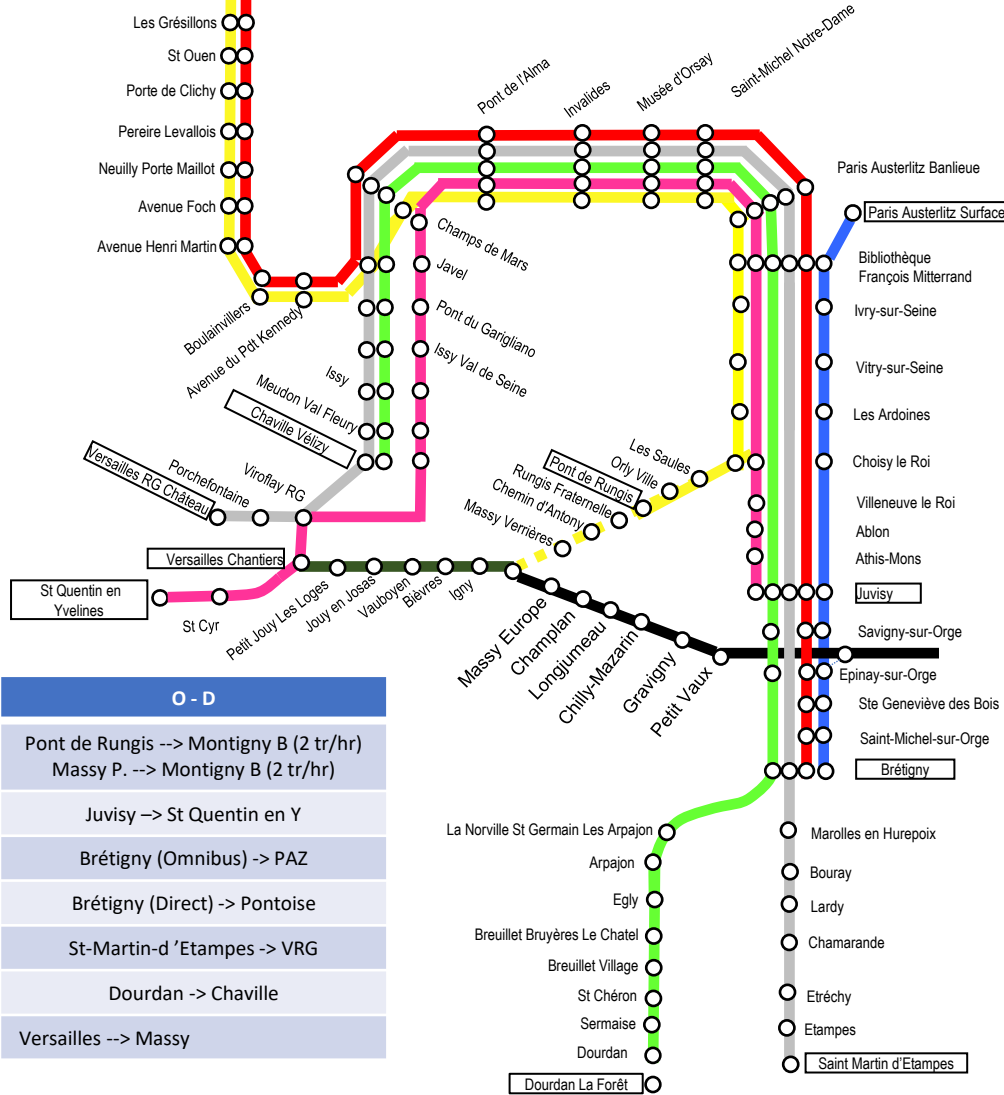 Les Grésillons
St Ouen
Porte de Clichy
Pereire Levallois
Neuilly Porte Maillot
Avenue Foch
Avenue Henri Martin
Boulainvillers
Avenue du Pdt Kennedy
Pont de l'Alma
Invalides
Musée d'Orsay
Saint-Michel Notre-Dame
Paris Austerlitz Banlieue
Paris Austerlitz Surface
Champs de Mars
Javel
Pont du Garigliano
Issy Val de Seine
Issy
Meudon Val Fleury
Chaville Vélizy
Viroflay RG
Porchefontaine
Versailles RG Château
Versailles Chantiers
St Quentin en
Yvelines
St Cyr
Petit Jouy Les Loges
Jouy en Josas
Vauboyen
Bièvres
Igny
Massy Verrières
Chemin d'Antony
Rungis Fraternelle
Pont de Rungis
Orly Ville
Les Saules
Bibliothèque
François Mitterrand
Ivry-sur-Seine
Vitry-sur-Seine
Les Ardoines
Choisy le Roi
Villeneuve le Roi
Ablon
Athis-Mons
Juvisy
Savigny-sur-Orge
Epinay-sur-Orge
Ste Geneviève des Bois
Saint-Michel-sur-Orge
Brétigny
Massy Europe
Champlan
Longjumeau
Chilly-Mazarin
Gravigny
Petit Vaux
O - D
Pont de Rungis --> Montigny B (2 tr/hr)
Massy P. --> Montigny B (2 tr/hr)
Juvisy –> St Quentin en Y
Brétigny (Omnibus) -> PAZ
Brétigny (Direct) -> Pontoise
St-Martin-d ’Etampes -> VRG
Dourdan -> Chaville
Versailles --> Massy
La Norville St Germain Les Arpajon
Arpajon
Egly
Breuillet Bruyères Le Chatel
Breuillet Village
St Chéron
Sermaise
Dourdan
Dourdan La Forêt
Marolles en Hurepoix
Bouray
Lardy
Chamarande
Etréchy
Etampes
Saint Martin d'Etampes